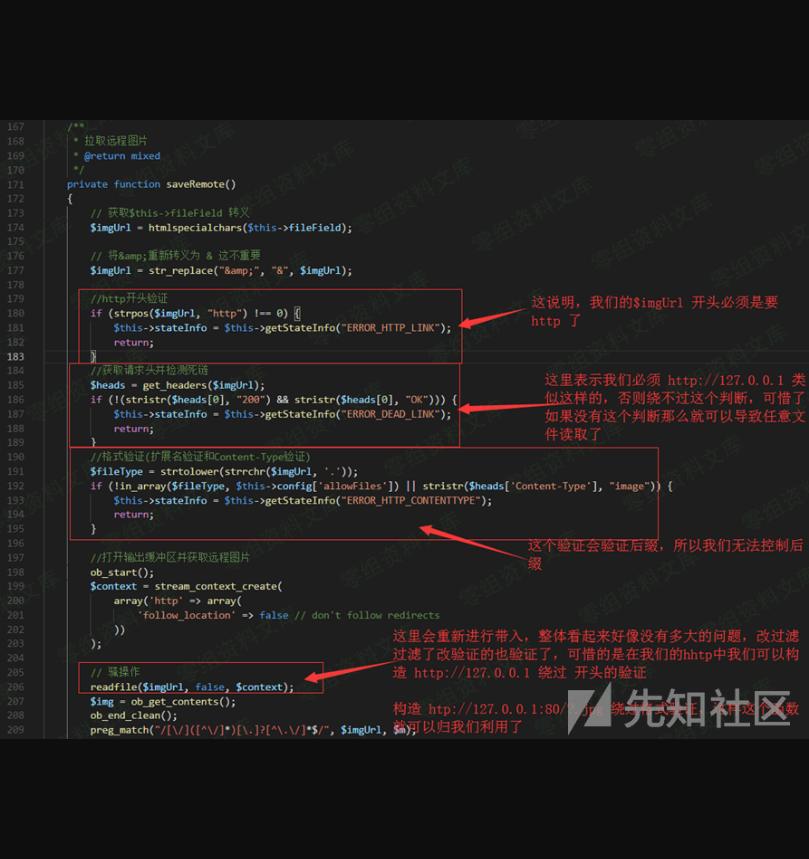 167 /**
168 * 拉取远程图片
169 * @return mixed
170 */
171 private function saveRemote()
172 {
173 // 获取$this->fileField 转义
174 $imgUrl = htmlspecialchars($this->fileField);
175
176 // 将&amp;重新转义为 & 这不重要
177 $imgUrl = str_replace("&amp;", "&", $imgUrl);
178
179 //http开头验证
180 if (strpos($imgUrl, "http") !== 0) {
181 $this->stateInfo = $this->getStateInfo("ERROR_HTTP_LINK");
182 return;
183 }
184 //获取请求头并检测死链
185 $heads = get_headers($imgUrl);
186 if (!(stristr($heads[0], "200") && stristr($heads[0], "OK"))) {
187 $this->stateInfo = $this->getStateInfo("ERROR_DEAD_LINK");
188 return;
189 }
190 //格式验证(扩展名验证和Content-Type验证)
191 $fileType = strtolower(strrchr($imgUrl, '.'));
192 if (!in_array($fileType, $this->config['allowFiles']) || stristr($heads['Content-Type'], "image")) {
193 $this->stateInfo = $this->getStateInfo("ERROR_HTTP_CONTENTTYPE");
194 return;
195 }
196
197 //打开输出缓冲区并获取远程图片
198 ob_start();
199 $context = stream_context_create(
200 array('http' => array(
201 'follow_location' => false // don't follow redirects
202 ))
203 );
204
205 // 骚操作
206 readfile($imgUrl, false, $context);
207 $img = ob_get_contents();
208 ob_end_clean();
209 preg_match("/[\/]([^\/]*)[\.]?[^\.\/]*$/", $imgUrl, $m);
这说明，我们的$imgUrl 开头必须是要
http 了
这里表示我们必须 http://127.0.0.1 类
似这样的，否则绕不过这个判断，可惜了
如果没有这个判断那么就可以导致任意文
件读取了
这个验证会验证后缀，所以我们无法控制后
缀
这里会重新进行带入，整体看起来好像没有多大的问题，改过滤
过滤了改验证的也验证了，可惜的是在我们的hhtp中我们可以构
造 http://127.0.0.1 绕过 开头的验证
构造 htp://127.0.0.1:80/?.jpg 绕过格式验证，
数
就可以归我们利用了
先知社区
零组资料文库